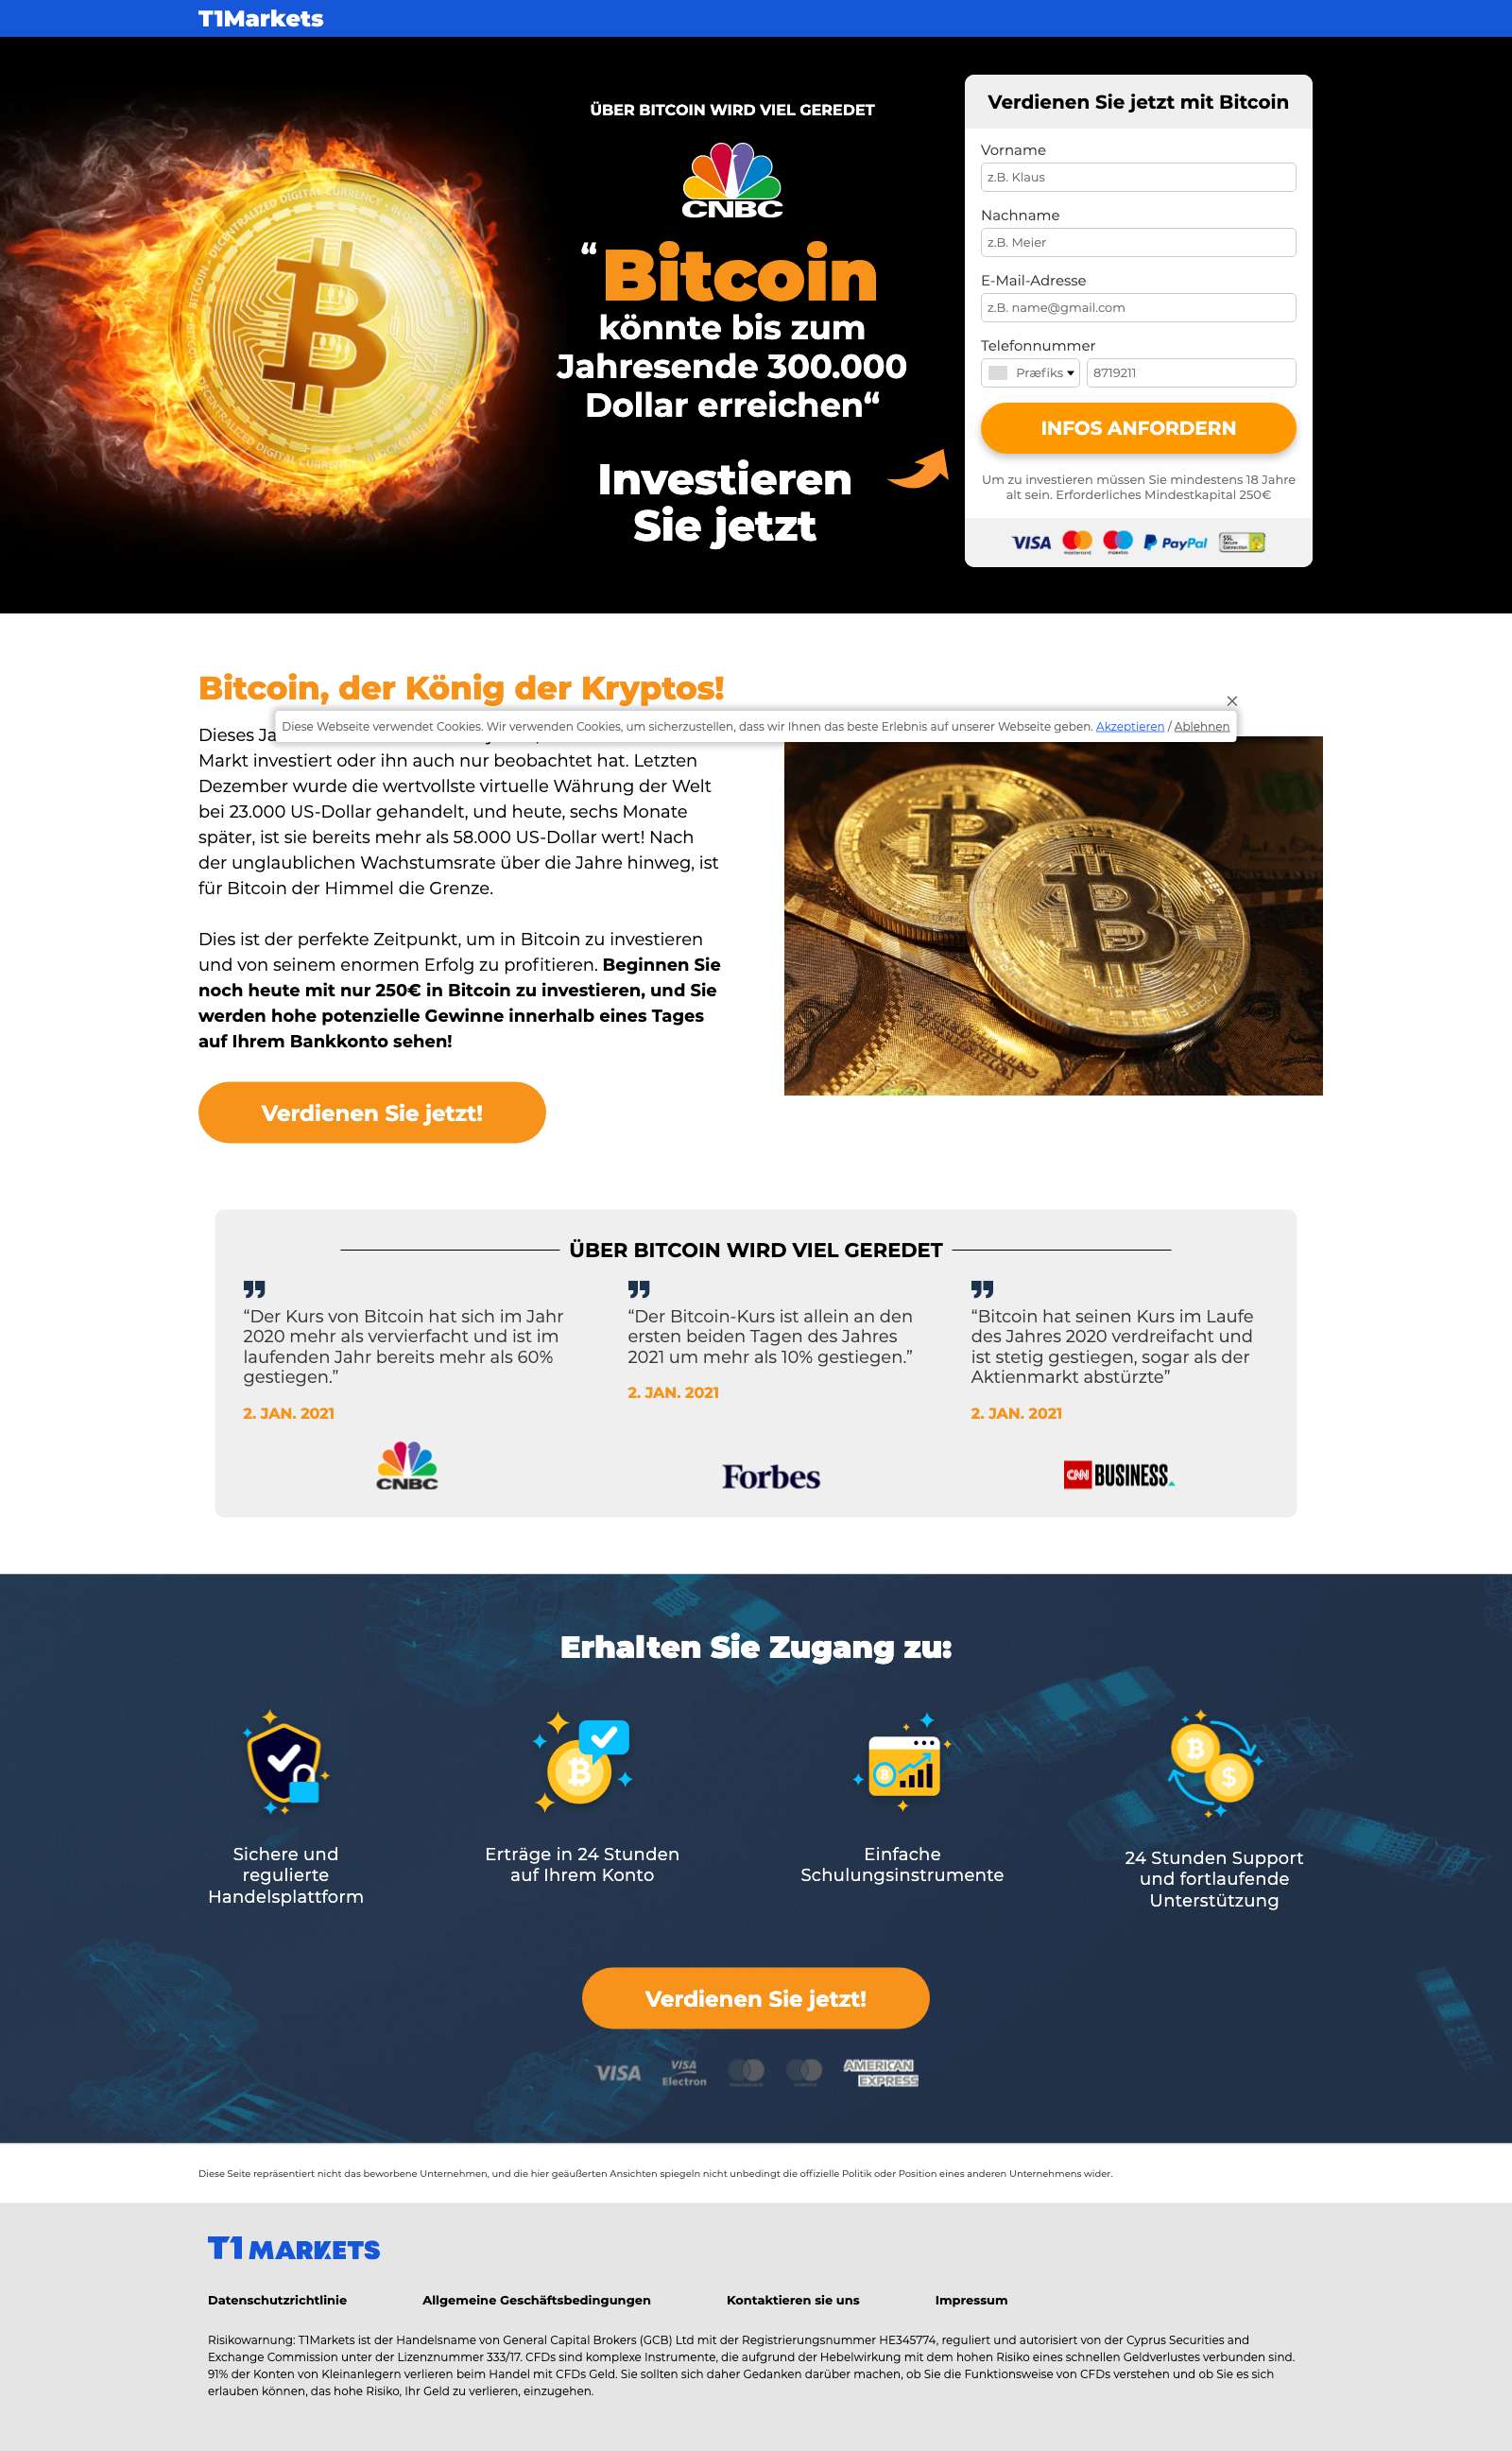 T1Markets
ÜBER BITCOIN WIRD VIEL GEREDET
CNBC
“Bitcoin
könnte bis zum
Jahresende 300.000
Dollar erreichen“
Investieren
Sie jetzt
Verdienen Sie jetzt mit Bitcoin
Vorname
z.B. Klaus
Nachname
z.B. Meier
E-Mail-Adresse
z.B. name@gmail.com
Telefonnummer
Præfiks 8719211
INFOS ANFORDERN
Um zu investieren müssen Sie mindestens 18 Jahre
alt sein. Erforderliches Mindestkapital 250€
VISA mastercard maestro PayPal SSL Secure Connection
Bitcoin, der König der Kryptos!
Diese Webseite verwendet Cookies. Wir verwenden Cookies, um sicherzustellen, dass wir Ihnen das beste Erlebnis auf unserer Webseite geben. Akzeptieren / Ablehnen
Dieses
Markt investiert oder ihn auch nur beobachtet hat. Letzten
Dezember wurde die wertvollste virtuelle Währung der Welt
bei 23.000 US-Dollar gehandelt, und heute, sechs Monate
später, ist sie bereits mehr als 58.000 US-Dollar wert! Nach
der unglaublichen Wachstumsrate über die Jahre hinweg, ist
für Bitcoin der Himmel die Grenze.
Dies ist der perfekte Zeitpunkt, um in Bitcoin zu investieren
und von seinem enormen Erfolg zu profitieren. Beginnen Sie
noch heute mit nur 250€ in Bitcoin zu investieren, und Sie
werden hohe potenzielle Gewinne innerhalb eines Tages
auf Ihrem Bankkonto sehen!
Verdienen Sie jetzt!
ÜBER BITCOIN WIRD VIEL GEREDET
“Der Kurs von Bitcoin hat sich im Jahr
2020 mehr als vervierfacht und ist im
laufenden Jahr bereits mehr als 60%
gestiegen.”
2. JAN. 2021
CNBC
“Der Bitcoin-Kurs ist allein an den
ersten beiden Tagen des Jahres
2021 um mehr als 10% gestiegen.”
2. JAN. 2021
Forbes
“Bitcoin hat seinen Kurs im Laufe
des Jahres 2020 verdreifacht und
ist stetig gestiegen, sogar als der
Aktienmarkt abstürzte”
2. JAN. 2021
CNN BUSINESS
Erhalten Sie Zugang zu:
Sichere und
regulierte
Handelsplattform
Erträge in 24 Stunden
auf Ihrem Konto
Einfache
Schulungsinstrumente
24 Stunden Support
und fortlaufende
Unterstützung
Verdienen Sie jetzt!
VISA VISA Electron AMERICAN EXPRESS
Diese Seite repräsentiert nicht das beworbene Unternehmen, und die hier geäußerten Ansichten spiegeln nicht unbedingt die offizielle Politik oder Position eines anderen Unternehmens wider.
T1 MARKETS
Datenschutzrichtlinie Allgemeine Geschäftsbedingungen Kontaktieren sie uns Impressum
Risikowarnung: T1Markets ist der Handelsname von General Capital Brokers (GCB) Ltd mit der Registrierungsnummer HE345774, reguliert und autorisiert von der Cyprus Securities and
Exchange Commission unter der Lizenznummer 333/17. CFDs sind komplexe Instrumente, die aufgrund der Hebelwirkung mit dem hohen Risiko eines schnellen Geldverlustes verbunden sind.
91% der Konten von Kleinanlegern verlieren beim Handel mit CFDs Geld. Sie sollten sich daher Gedanken darüber machen, ob Sie die Funktionsweise von CFDs verstehen und ob Sie es sich
erlauben können, das hohe Risiko, Ihr Geld zu verlieren, einzugehen.